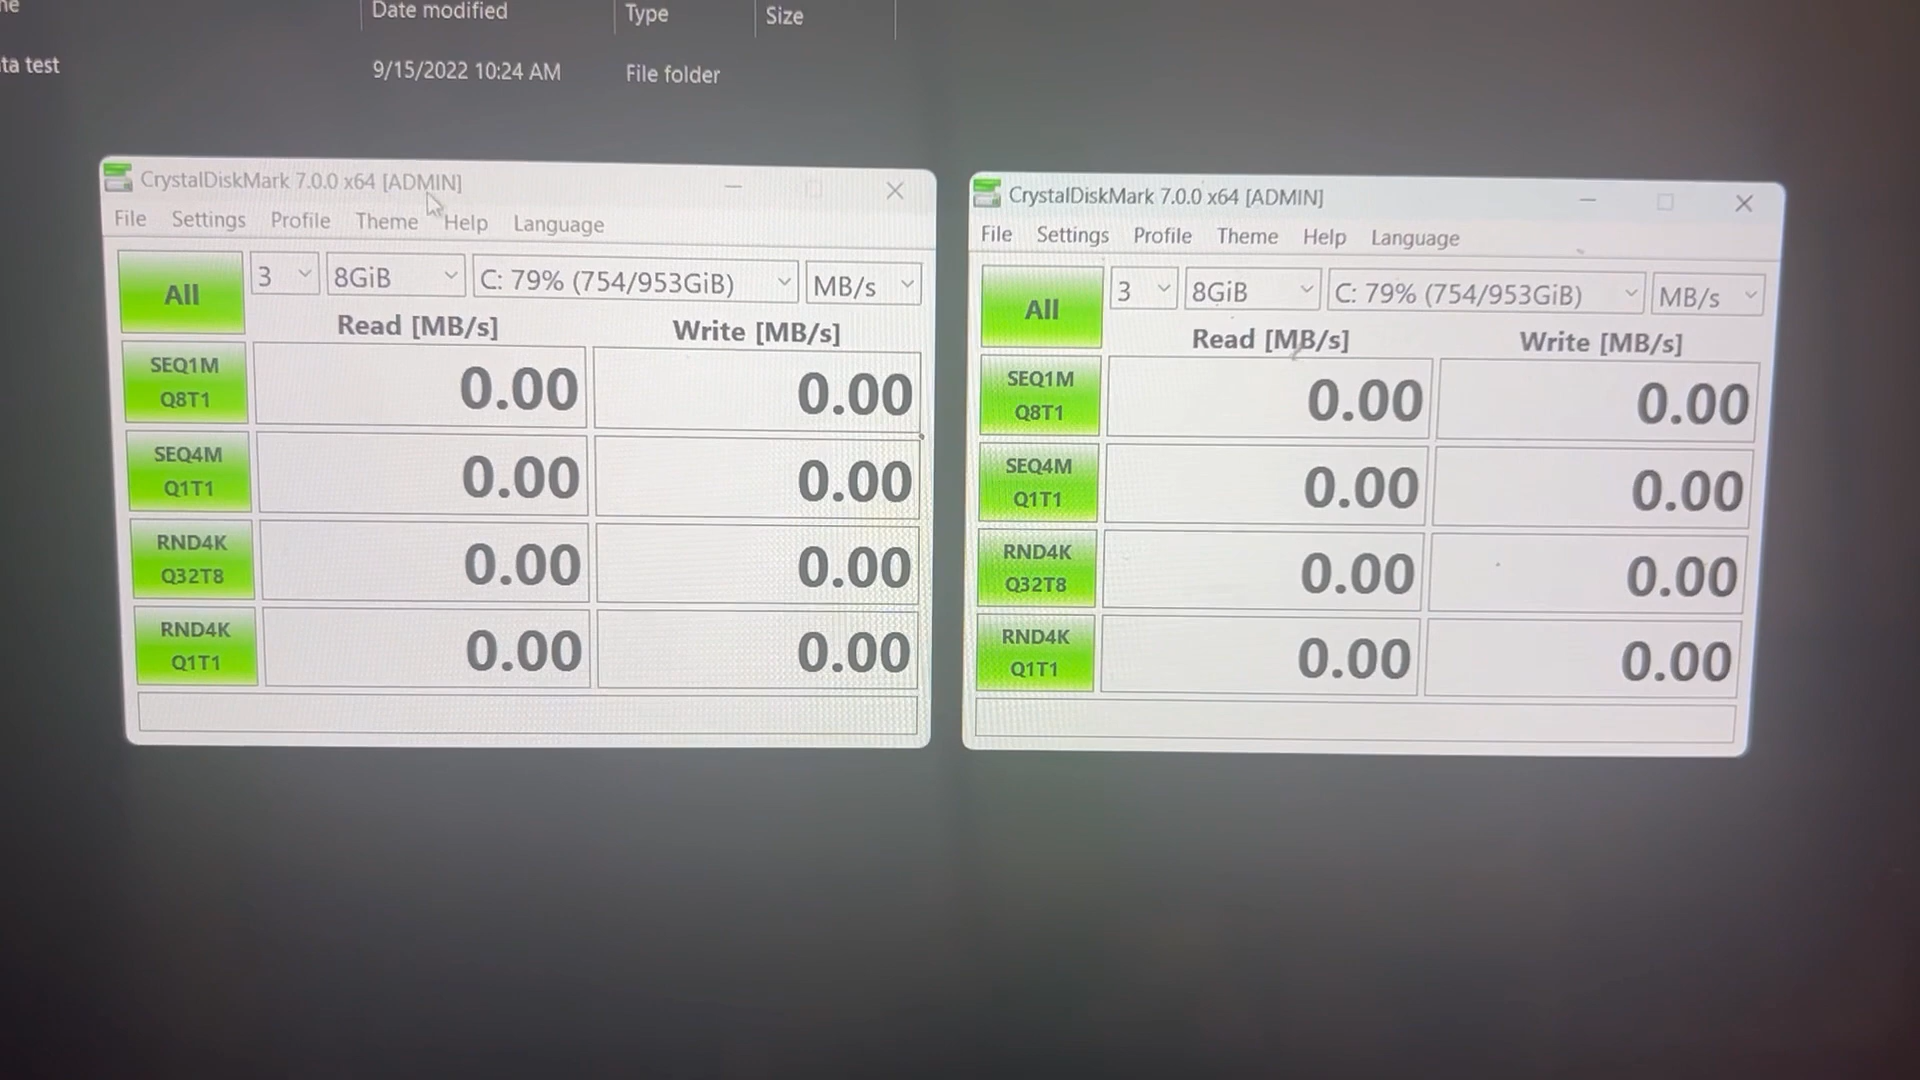 Date modified
Type
Size
ta test
9/15/2022 10:24 AM
File folder
CrystalDiskMark 7.0.0 x64 [ADMIN]
File Settings Profile Theme Help Language
All
3
8GiB
C: 79% (754/953GiB)
MB/s
Read [MB/s]
Write [MB/s]
SEQ1M
Q8T1
0.00
0.00
SEQ4M
Q1T1
0.00
0.00
RND4K
Q32T8
0.00
0.00
RND4K
Q1T1
0.00
0.00
CrystalDiskMark 7.0.0 x64 [ADMIN]
File Settings Profile Theme Help Language
All
3
8GiB
C: 79% (754/953GiB)
MB/s
Read [MB/s]
Write [MB/s]
SEQ1M
Q8T1
0.00
0.00
SEQ4M
Q1T1
0.00
0.00
RND4K
Q32T8
0.00
0.00
RND4K
Q1T1
0.00
0.00